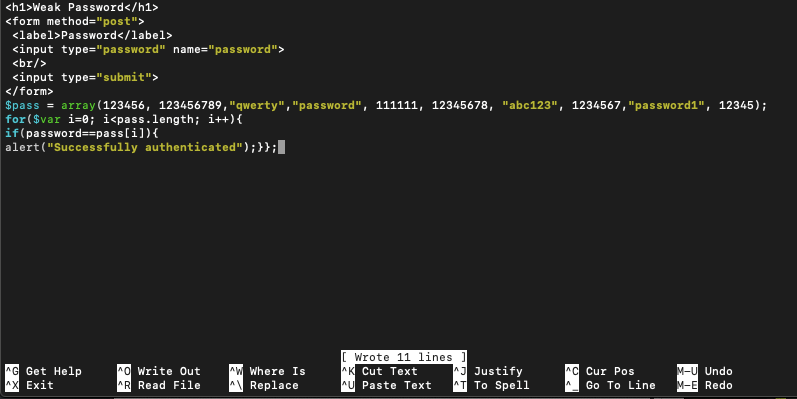 <h1>Weak Password</h1>
<form method="post">
<label>Password</label>
<input type="password" name="password">
<br/>
<input type="submit">
</form>
$pass = array(123456, 123456789,"qwerty","password", 111111, 12345678, "abc123", 1234567,"password1", 12345);
for($var i=0; i<pass.length; i++){
if(password==pass[i]){
alert("Successfully authenticated");}};
[ Wrote 11 lines ]
^G Get Help ^O Write Out ^W Where Is ^K Cut Text ^J Justify ^C Cur Pos M-U Undo
^X Exit ^R Read File ^\ Replace ^U Paste Text ^T To Spell ^_ Go To Line M-E Redo